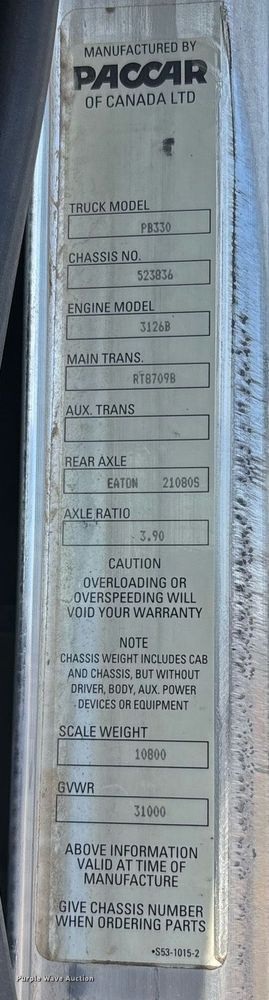 MANUFACTURED BY
PACCAR
OF CANADA LTD
TRUCK MODEL
PB330
CHASSIS NO.
523836
ENGINE MODEL
3126B
MAIN TRANS.
RT8709B
AUX. TRANS
REAR AXLE
EATON 21080S
AXLE RATIO
3.90
CAUTION
OVERLOADING OR
OVERSPEEDING WILL
VOID YOUR WARRANTY
NOTE
CHASSIS WEIGHT INCLUDES CAB
AND CHASSIS, BUT WITHOUT
DRIVER, BODY, AUX. POWER
DEVICES OR EQUIPMENT
SCALE WEIGHT
10800
GVWR
31000
ABOVE INFORMATION
VALID AT TIME OF
MANUFACTURE
GIVE CHASSIS NUMBER
WHEN ORDERING PARTS
•S53-1015-2
Purple Wave Auction